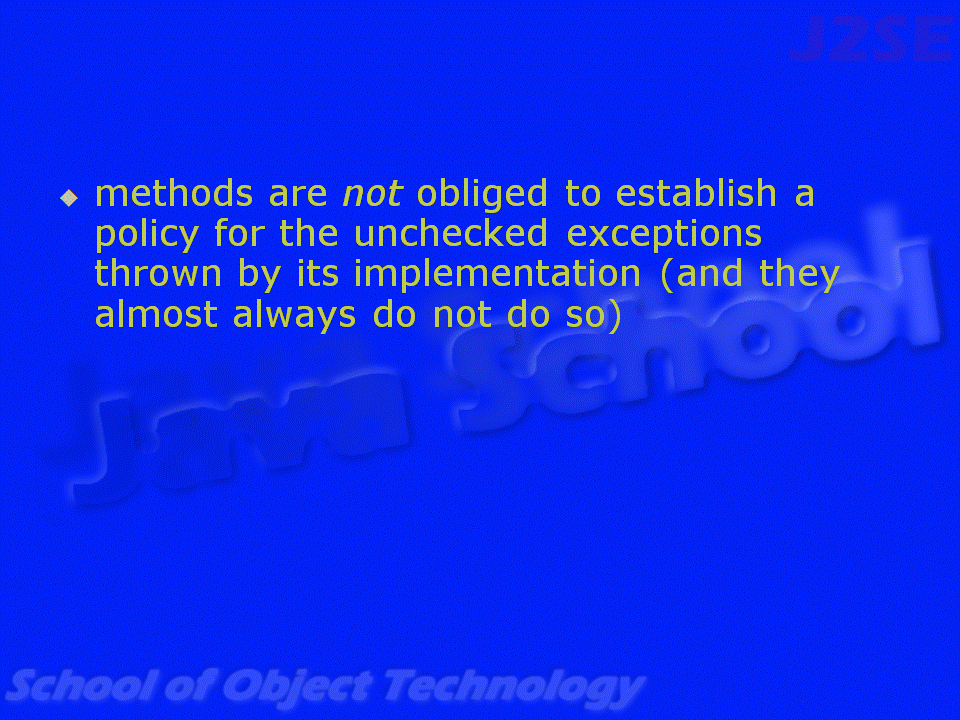 J2SE
methods are not obliged to establish a
policy for the unchecked exceptions
thrown by its implementation (and they
almost always do not do so)
Java School
School of Object Technology